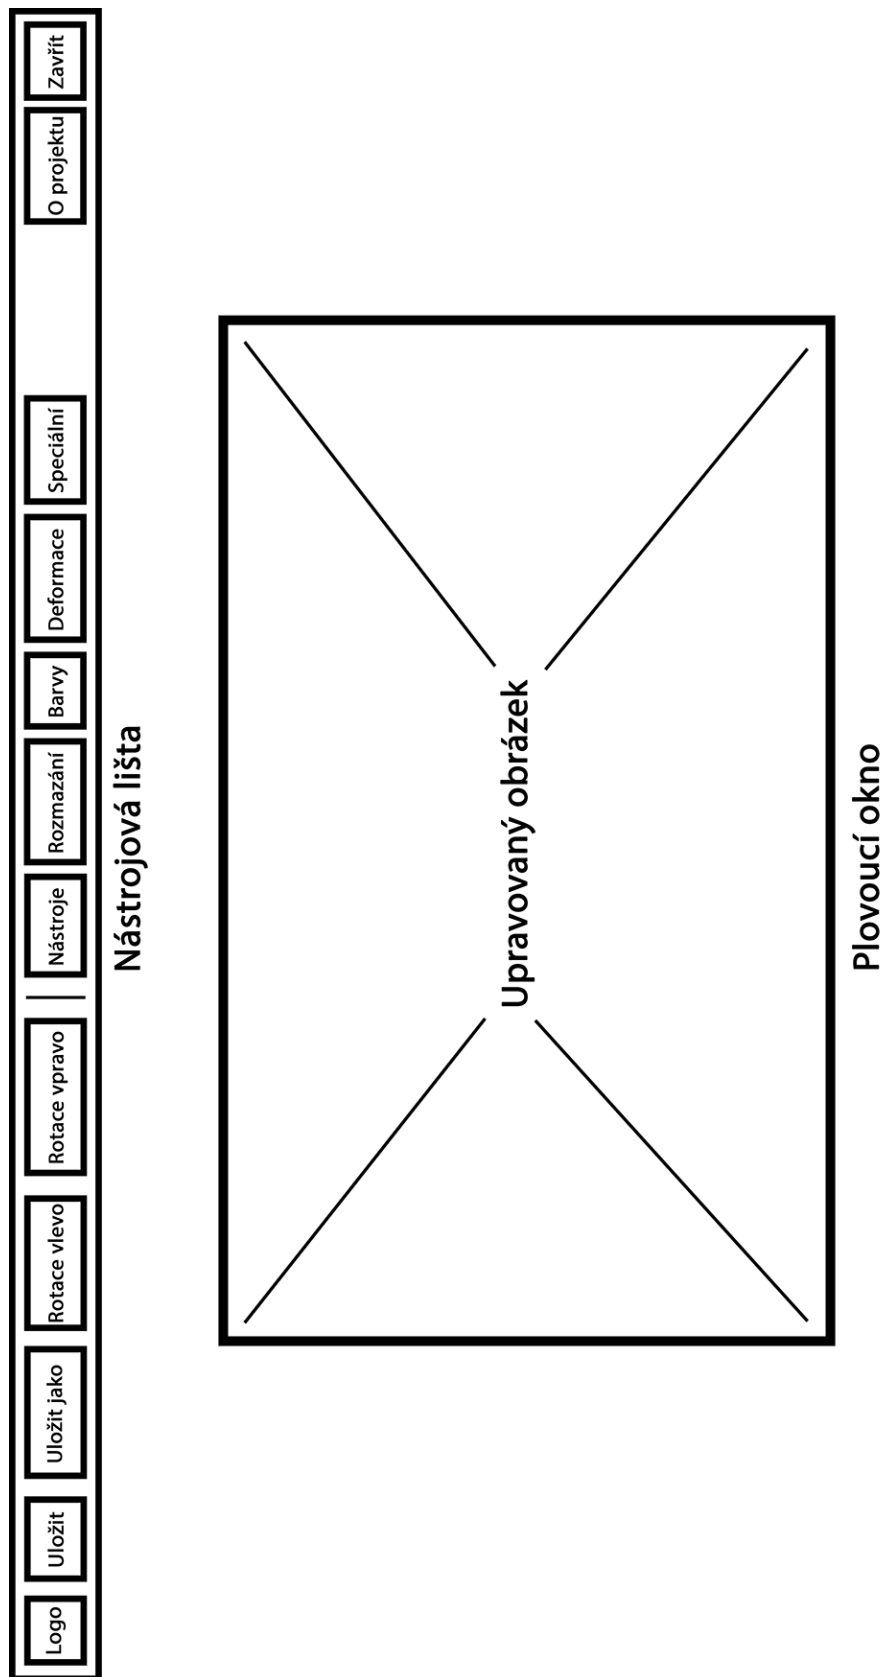 Logo
Uložit
Uložit jako
Rotace vlevo
Rotace vpravo
Nástroje
Rozmazání
Barvy
Deformace
Speciální
O projektu
Zavřít
Nástrojová lišta
Upravovaný obrázek
Plovoucí okno